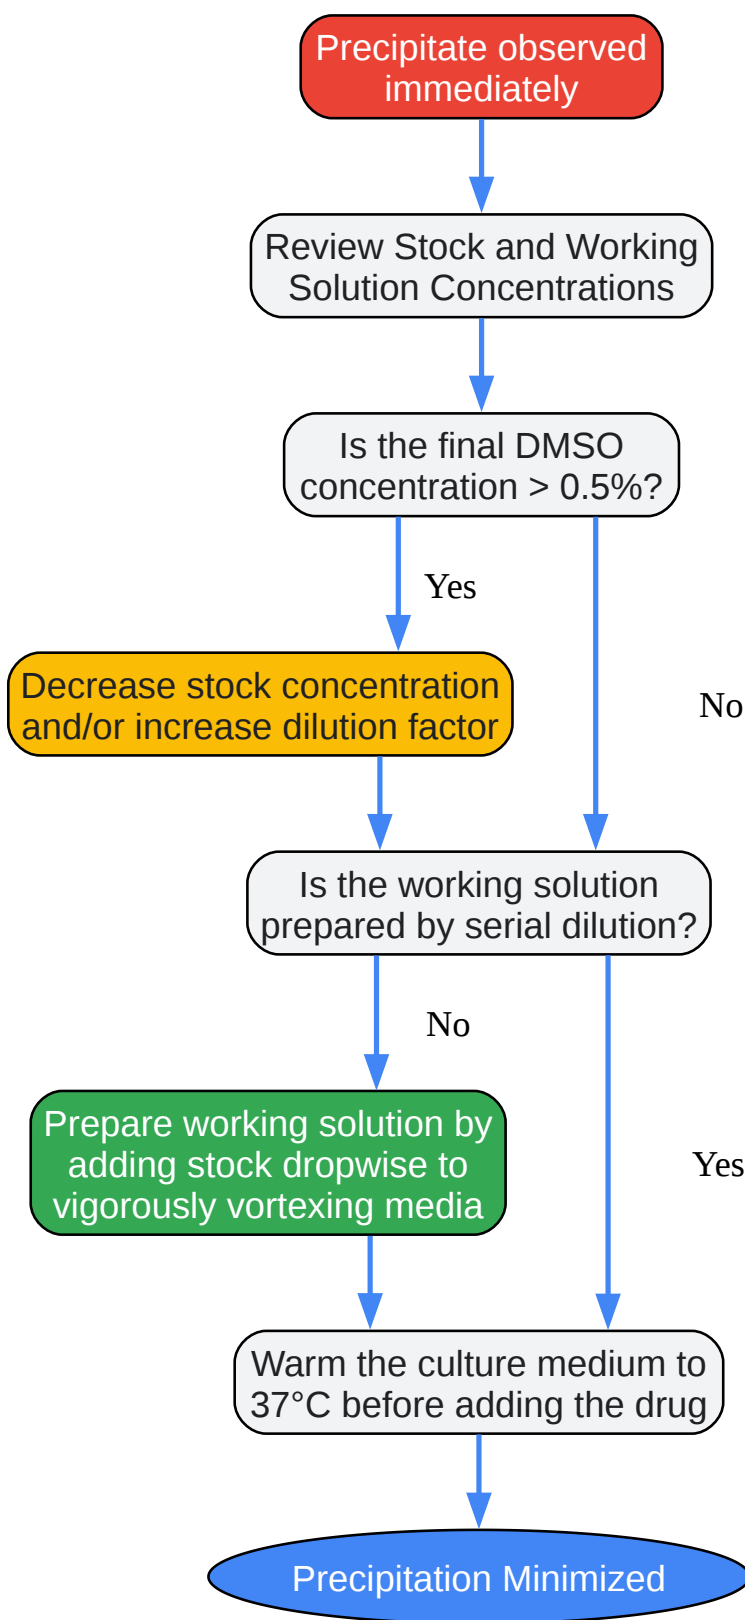 Precipitate observed
immediately
Review Stock and Working
Solution Concentrations
Is the final DMSO
concentration > 0.5%?
Yes
Decrease stock concentration
and/or increase dilution factor
No
Is the working solution
prepared by serial dilution?
No
Prepare working solution by
adding stock dropwise to
vigorously vortexing media
Yes
Warm the culture medium to
37°C before adding the drug
Precipitation Minimized